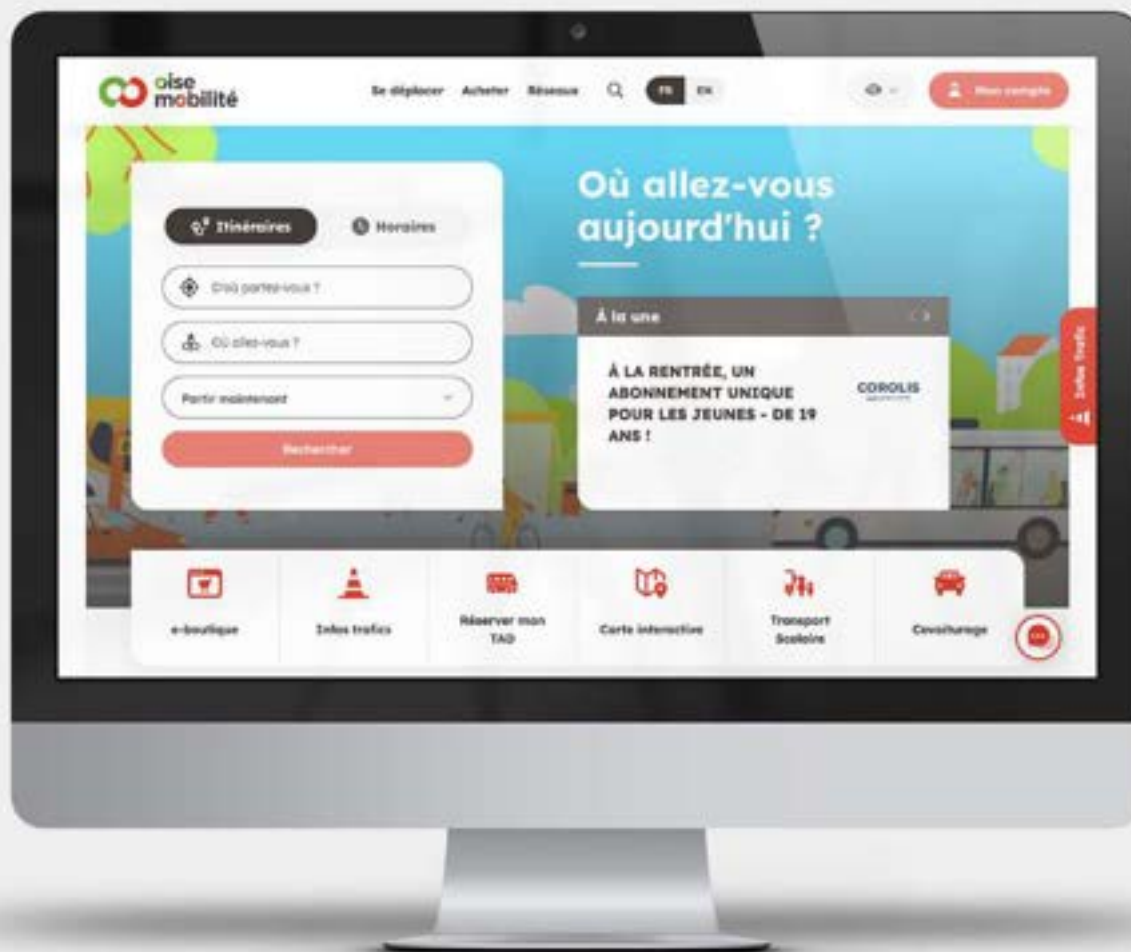 oise
mobilité
Se déplacer
Acheter
Réseaux
FR
EN
Mon compte
Où allez-vous
aujourd'hui ?
Itinéraires
Horaires
D'où partez-vous ?
Où allez-vous ?
Partir maintenant
Rechercher
À la une
À LA RENTRÉE, UN
ABONNEMENT UNIQUE
POUR LES JEUNES - DE 19
ANS !
COROLIS
Infos Trafic
e-boutique
Infos trafics
Réserver mon
TAD
Carte interactive
Transport
Scolaire
Covoiturage